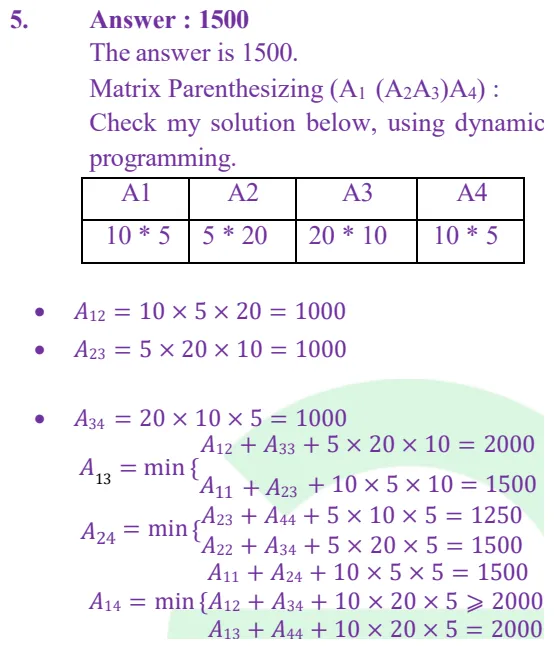 5. Answer : 1500
The answer is 1500.
Matrix Parenthesizing (A₁ (A₂A₃)A₄) :
Check my solution below, using dynamic
programming.
A1 A2 A3 A4
10 * 5 5 * 20 20 * 10 10 * 5
• A₁₂ = 10 × 5 × 20 = 1000
• A₂₃ = 5 × 20 × 10 = 1000
• A₃₄ = 20 × 10 × 5 = 1000
A₁₂ + A₃₃ + 5 × 20 × 10 = 2000
A₁₃ = min {
A₁₁ + A₂₃ + 10 × 5 × 10 = 1500
A₂₃ + A₄₄ + 5 × 10 × 5 = 1250
A₂₄ = min {
A₂₂ + A₃₄ + 5 × 20 × 5 = 1500
A₁₁ + A₂₄ + 10 × 5 × 5 = 1500
A₁₄ = min {A₁₂ + A₃₄ + 10 × 20 × 5 ⩾ 2000
A₁₃ + A₄₄ + 10 × 20 × 5 = 2000